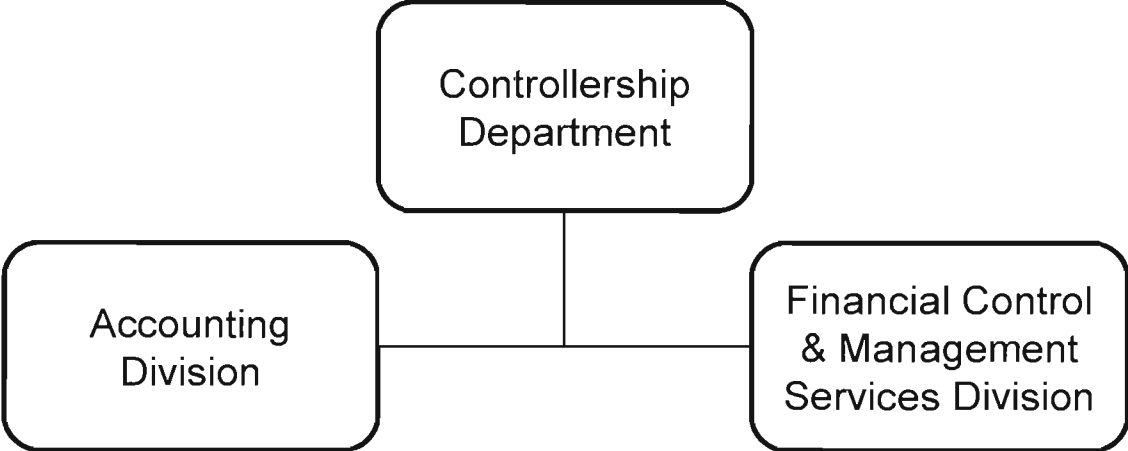 Controllership
Department
Accounting
Division
Financial Control
& Management
Services Division